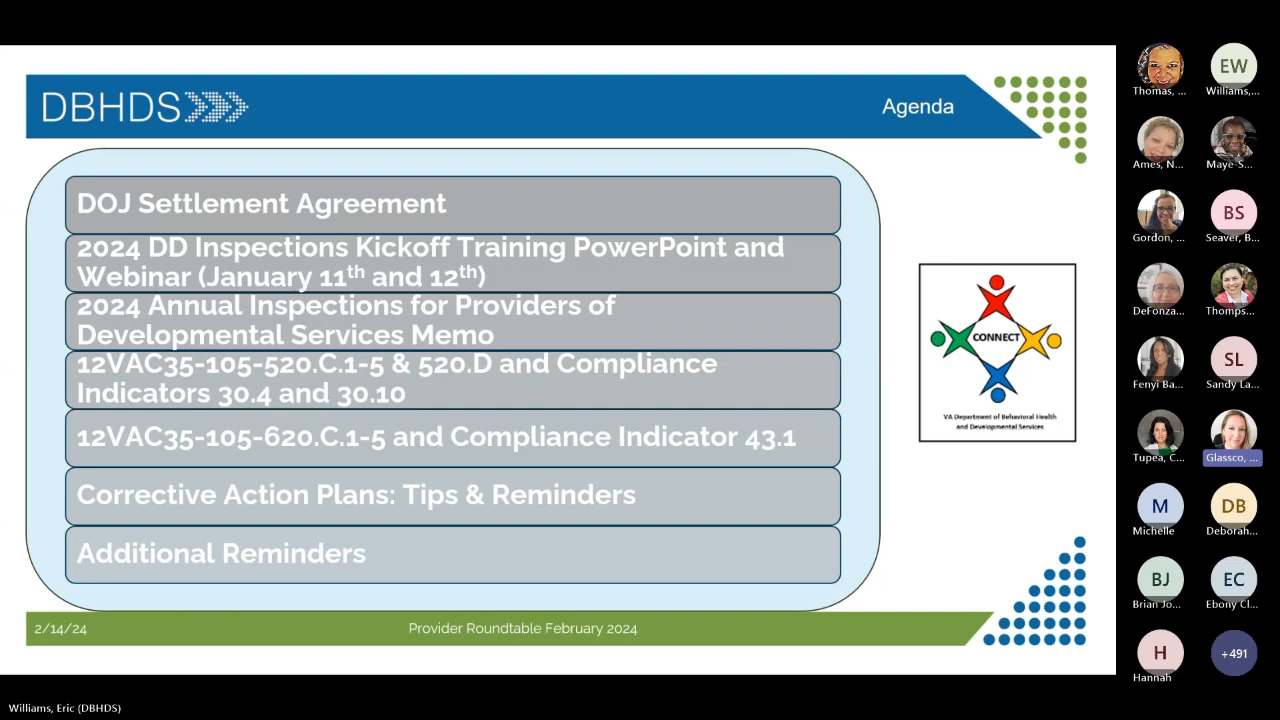 DBHDS
Agenda
DOJ Settlement Agreement
2024 DD Inspections Kickoff Training PowerPoint and
Webinar (January 11th and 12th)
2024 Annual Inspections for Providers of
Developmental Services Memo
12VAC35-105-520.C.1-5 & 520.D and Compliance
Indicators 30.4 and 30.10
12VAC35-105-620.C.1-5 and Compliance Indicator 43.1
Corrective Action Plans: Tips & Reminders
Additional Reminders
CONNECT
VA Department of Behavioral Health
and Developmental Services
2/14/24
Provider Roundtable February 2024
Thomas, ...
EW
Williams,...
Ames, N...
Maye-S...
Gordon, ...
BS
Seaver, B...
DeFonza...
Thomps...
Fenyi Ba...
SL
Sandy La...
Tupea, C...
Glassco, ...
M
Michelle
DB
Deborah...
BJ
Brian Jo...
EC
Ebony Cl...
H
Hannah
+491
Williams, Eric (DBHDS)